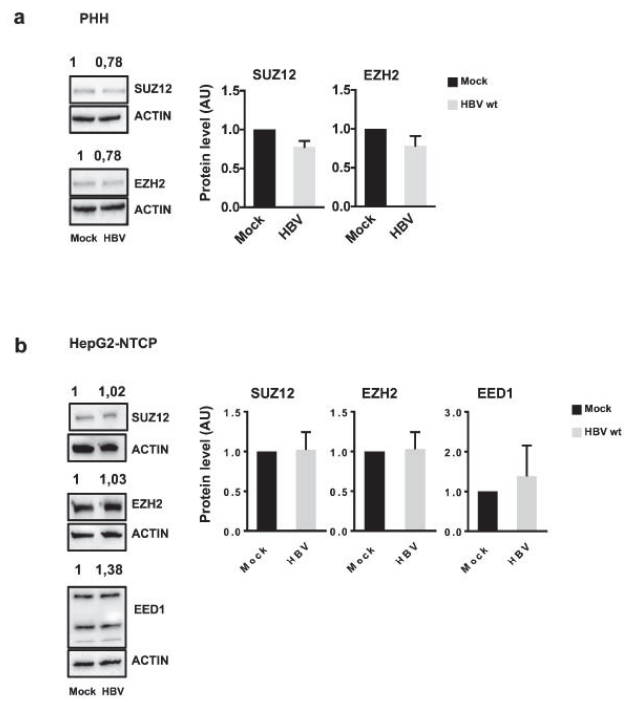 a PHH
1 0,78
SUZ12
ACTIN
1 0,78
EZH2
ACTIN
Mock HBV
SUZ12
Protein level (AU)
1.5
1.0
0.5
0.0
Mock
HBV
EZH2
1.5
1.0
0.5
0.0
Mock
HBV
Mock
HBV wt
b HepG2-NTCP
1 1,02
SUZ12
ACTIN
1 1,03
EZH2
ACTIN
1 1,38
EED1
ACTIN
Mock HBV
SUZ12
Protein level (AU)
1.5
1.0
0.5
0.0
Mock
HBV
EZH2
1.5
1.0
0.5
0.0
Mock
HBV
EED1
3.0
2.0
1.0
0.0
Mock
HBV
Mock
HBV wt